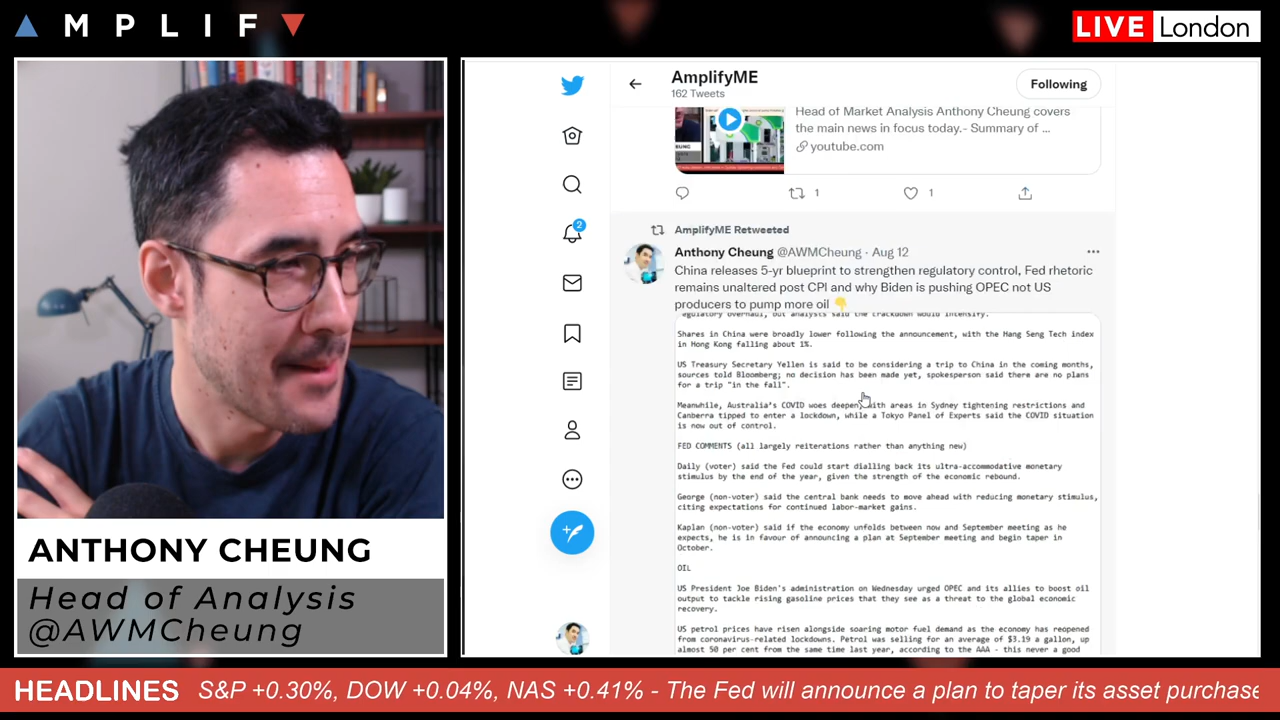 AMPLIFY
LIVE London
AmplifyME
162 Tweets
Following
Head of Market Analysis Anthony Cheung covers
the main news in focus today.- Summary of ...
youtube.com
1
1
2
AmplifyME Retweeted
Anthony Cheung @AWMCheung · Aug 12
China releases 5-yr blueprint to strengthen regulatory control, Fed rhetoric
remains unaltered post CPI and why Biden is pushing OPEC not US
producers to pump more oil 👇
egulatory overhaul, but analysts said the crackdown would intensify.
Shares in China were broadly lower following the announcement, with the Hang Seng Tech index
in Hong Kong falling about 1%.
US Treasury Secretary Yellen is said to be considering a trip to China in the coming months,
sources told Bloomberg; no decision has been made yet, spokesperson said there are no plans
for a trip "in the fall".
Meanwhile, Australia's COVID woes deepen, with areas in Sydney tightening restrictions and
Canberra tipped to enter a lockdown, while a Tokyo Panel of Experts said the COVID situation
is now out of control.
FED COMMENTS (all largely reiterations rather than anything new)
Daily (voter) said the Fed could start dialling back its ultra-accommodative monetary
stimulus by the end of the year, given the strength of the economic rebound.
George (non-voter) said the central bank needs to move ahead with reducing monetary stimulus,
citing expectations for continued labor-market gains.
Kaplan (non-voter) said if the economy unfolds between now and September meeting as he
expects, he is in favour of announcing a plan at September meeting and begin taper in
October.
OIL
US President Joe Biden's administration on Wednesday urged OPEC and its allies to boost oil
output to tackle rising gasoline prices that they see as a threat to the global economic
recovery.
US petrol prices have risen alongside soaring motor fuel demand as the economy has reopened
from coronavirus-related lockdowns. Petrol was selling for an average of $3.19 a gallon, up
almost 50 per cent from the same time last year, according to the AAA - this never a good
ANTHONY CHEUNG
Head of Analysis
@AWMCheung
HEADLINES S&P +0.30%, DOW +0.04%, NAS +0.41% - The Fed will announce a plan to taper its asset purchase